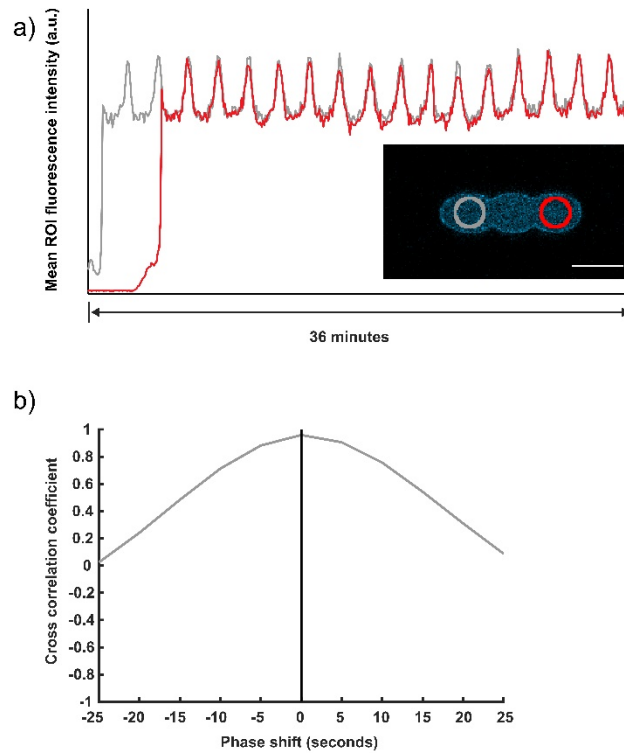 a)
Mean ROI fluorescence intensity (a.u.)
36 minutes
b)
Cross correlation coefficient
1
0.8
0.6
0.4
0.2
0
-0.2
-0.4
-0.6
-0.8
-1
-25 -20 -15 -10 -5 0 5 10 15 20 25
Phase shift (seconds)